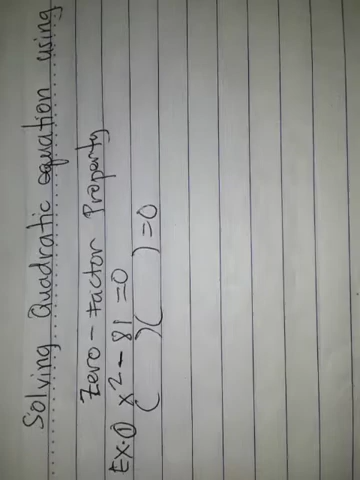 Solving Quadratic equation using
Zero-Factor Property
Ex.① x² - 81 = 0
( )( ) = 0